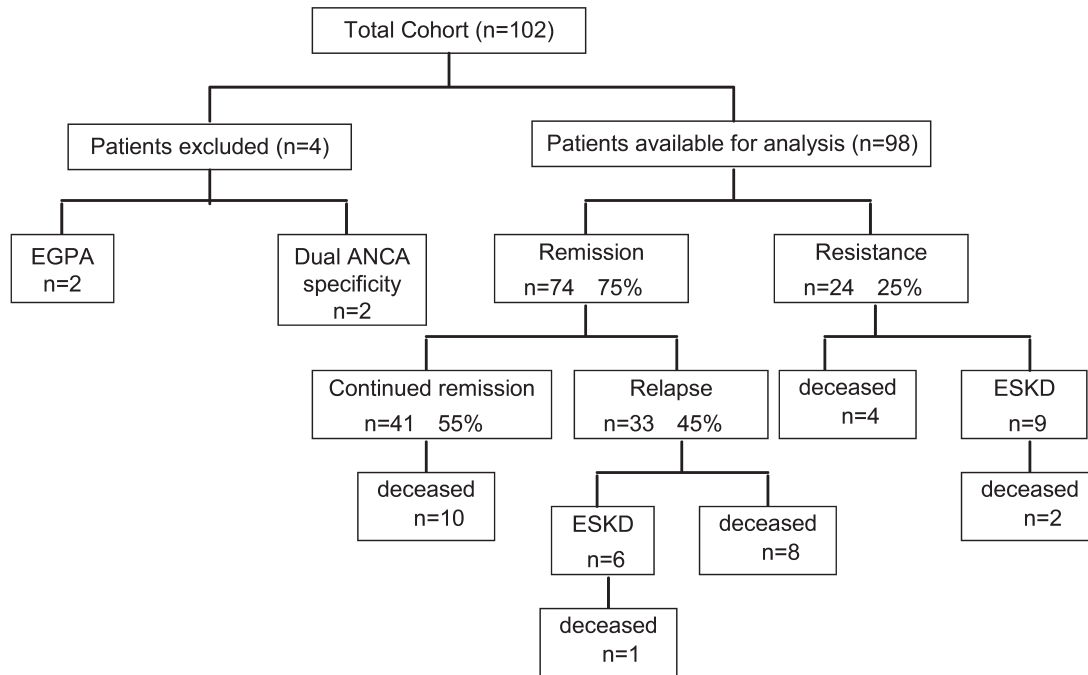 Total Cohort (n=102)
Patients excluded (n=4)
Patients available for analysis (n=98)
EGPA
n=2
Dual ANCA
specificity
n=2
Remission
n=74 75%
Resistance
n=24 25%
Continued remission
n=41 55%
Relapse
n=33 45%
deceased
n=4
ESKD
n=9
deceased
n=10
ESKD
n=6
deceased
n=8
deceased
n=2
deceased
n=1